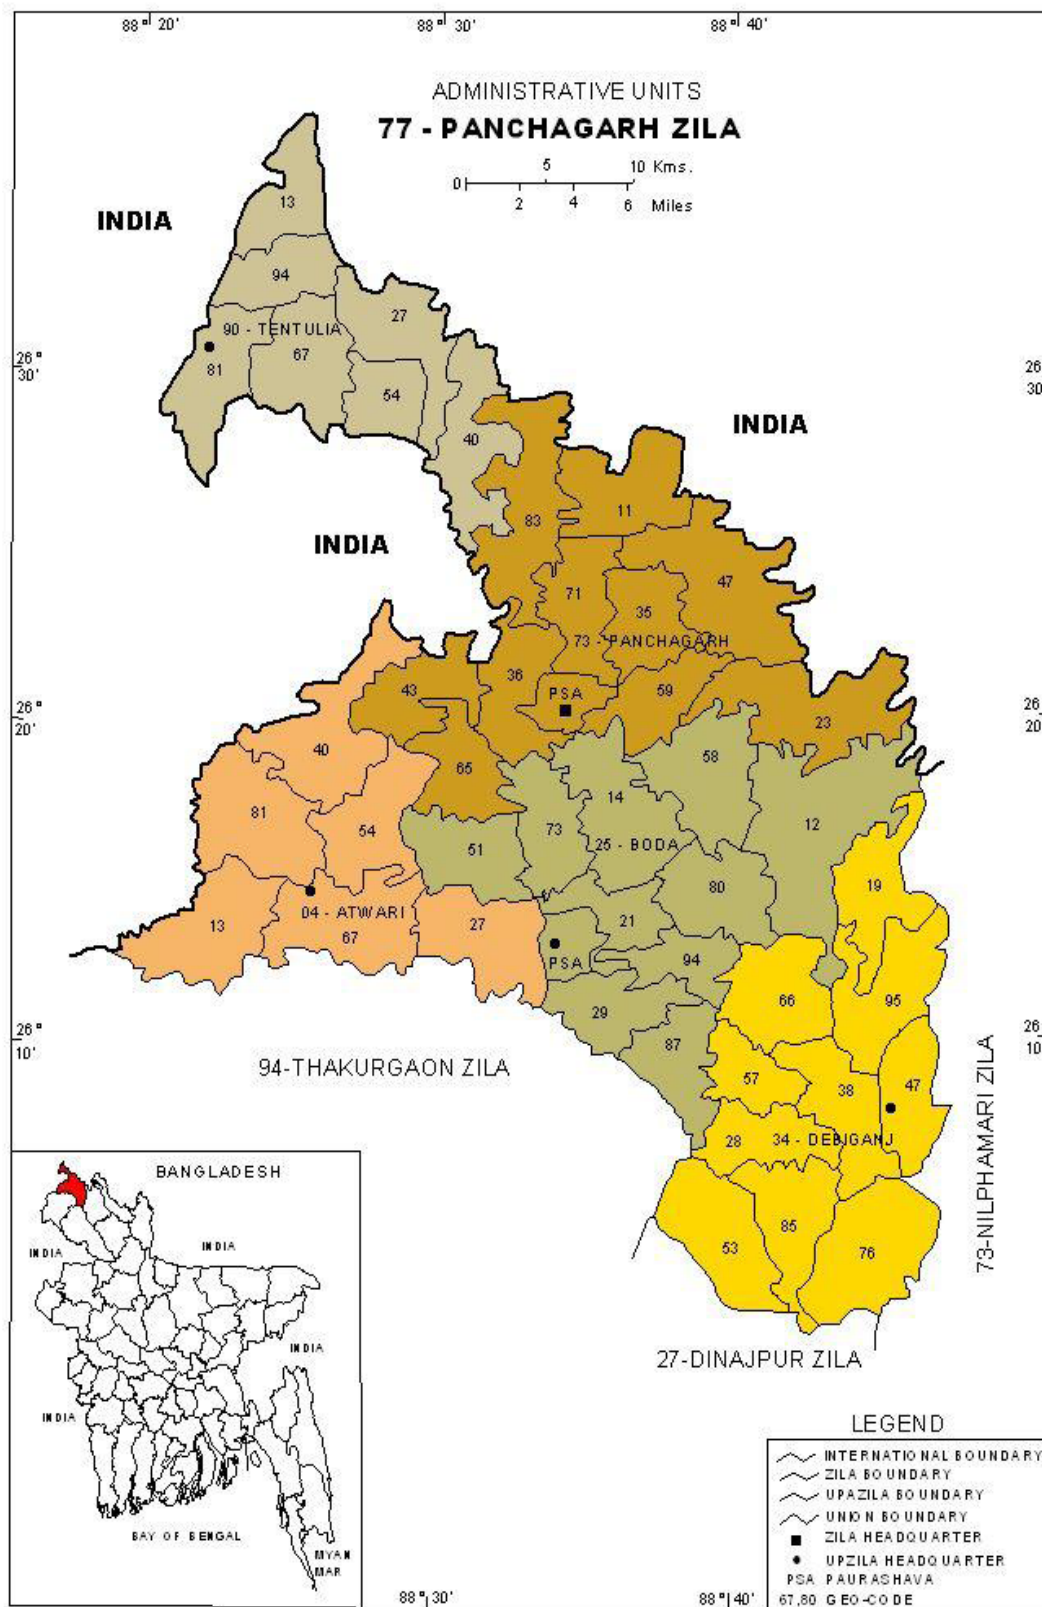 88° 20'
88° 30'
88° 40'
ADMINISTRATIVE UNITS
77 - PANCHAGARH ZILA
5
10 Kms.
0
2
4
6
Miles
INDIA
13
94
27
90 - TENTULIA
67
26°
30'
81
54
26
30
INDIA
40
83
11
INDIA
47
71
35
73 - PANCHAGARH
36
43
59
PSA
26°
20'
23
26
20
40
58
65
81
14
54
73
12
51
25 - BODA
80
19
13
04 - ATWARI
27
21
67
PSA
94
66
95
29
26°
10'
87
26
10
94-THAKURGAON ZILA
57
38
47
73-NILPHAMARI ZILA
28
34 - DEBIGANJ
85
53
76
27-DINAJPUR ZILA
BANGLADESH
INDIA
INDIA
INDIA
INDIA
BAY OF BENGAL
MYAN
MAR
LEGEND
INTERNATIONAL BOUNDARY
ZILA BOUNDARY
UPAZILA BOUNDARY
UNION BOUNDARY
ZILA HEADQUARTER
UPZILA HEADQUARTER
PSA PAURASHAVA
67,80 GEO-CODE
88° 30'
88° 40'